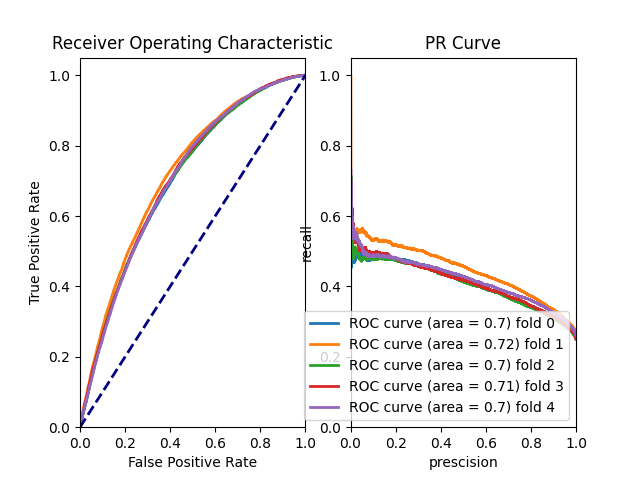 Receiver Operating Characteristic
1.0
0.8
0.6
0.4
0.2
0.0
True Positive Rate
0.0 0.2 0.4 0.6 0.8 1.0
False Positive Rate
PR Curve
1.0
0.8
0.6
0.4
0.2
0.0
recall
ROC curve (area = 0.7) fold 0
ROC curve (area = 0.72) fold 1
ROC curve (area = 0.7) fold 2
ROC curve (area = 0.71) fold 3
ROC curve (area = 0.7) fold 4
0.0 0.2 0.4 0.6 0.8 1.0
prescision